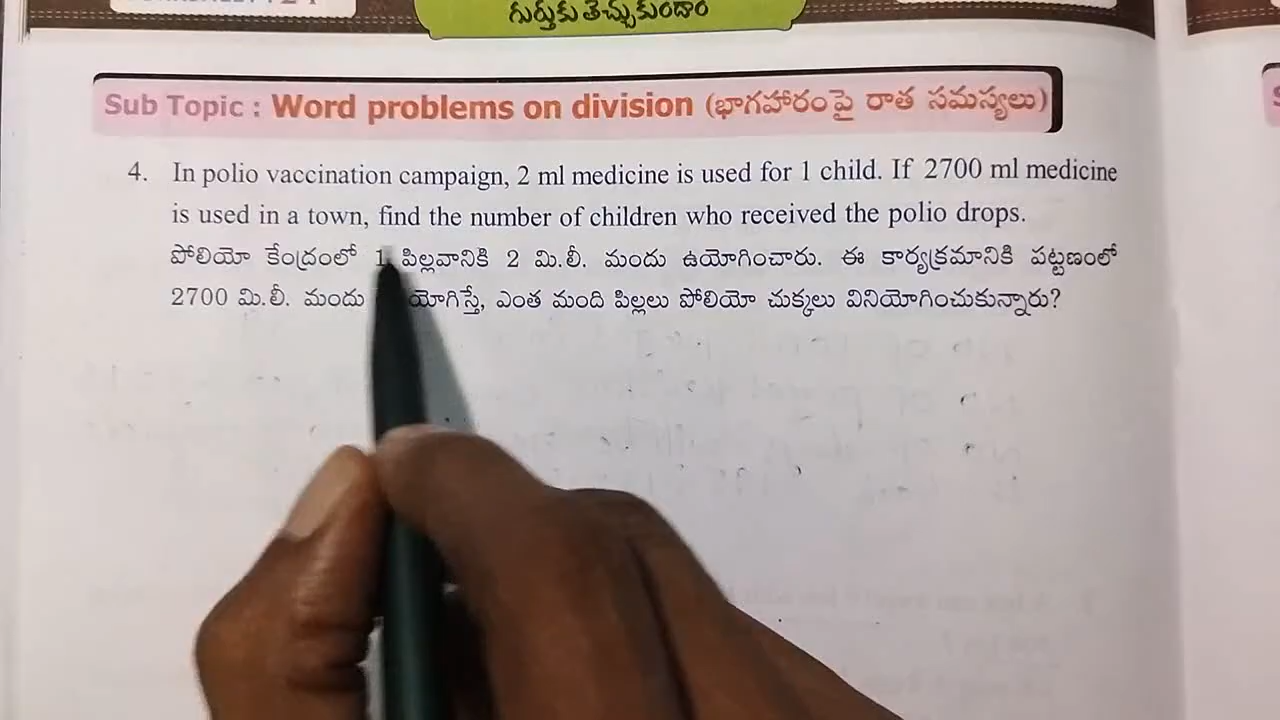 గుర్తుకు తెచ్చుకుందాం
Sub Topic : Word problems on division (భాగహారంపై రాత సమస్యలు)
4. In polio vaccination campaign, 2 ml medicine is used for 1 child. If 2700 ml medicine
is used in a town, find the number of children who received the polio drops.
పోలియో కేంద్రంలో 1 పిల్లవానికి 2 మి.లీ. మందు ఉయోగించారు. ఈ కార్యక్రమానికి పట్టణంలో
2700 మి.లీ. మందు యోగిస్తే, ఎంత మంది పిల్లలు పోలియో చుక్కలు వినియోగించుకున్నారు?